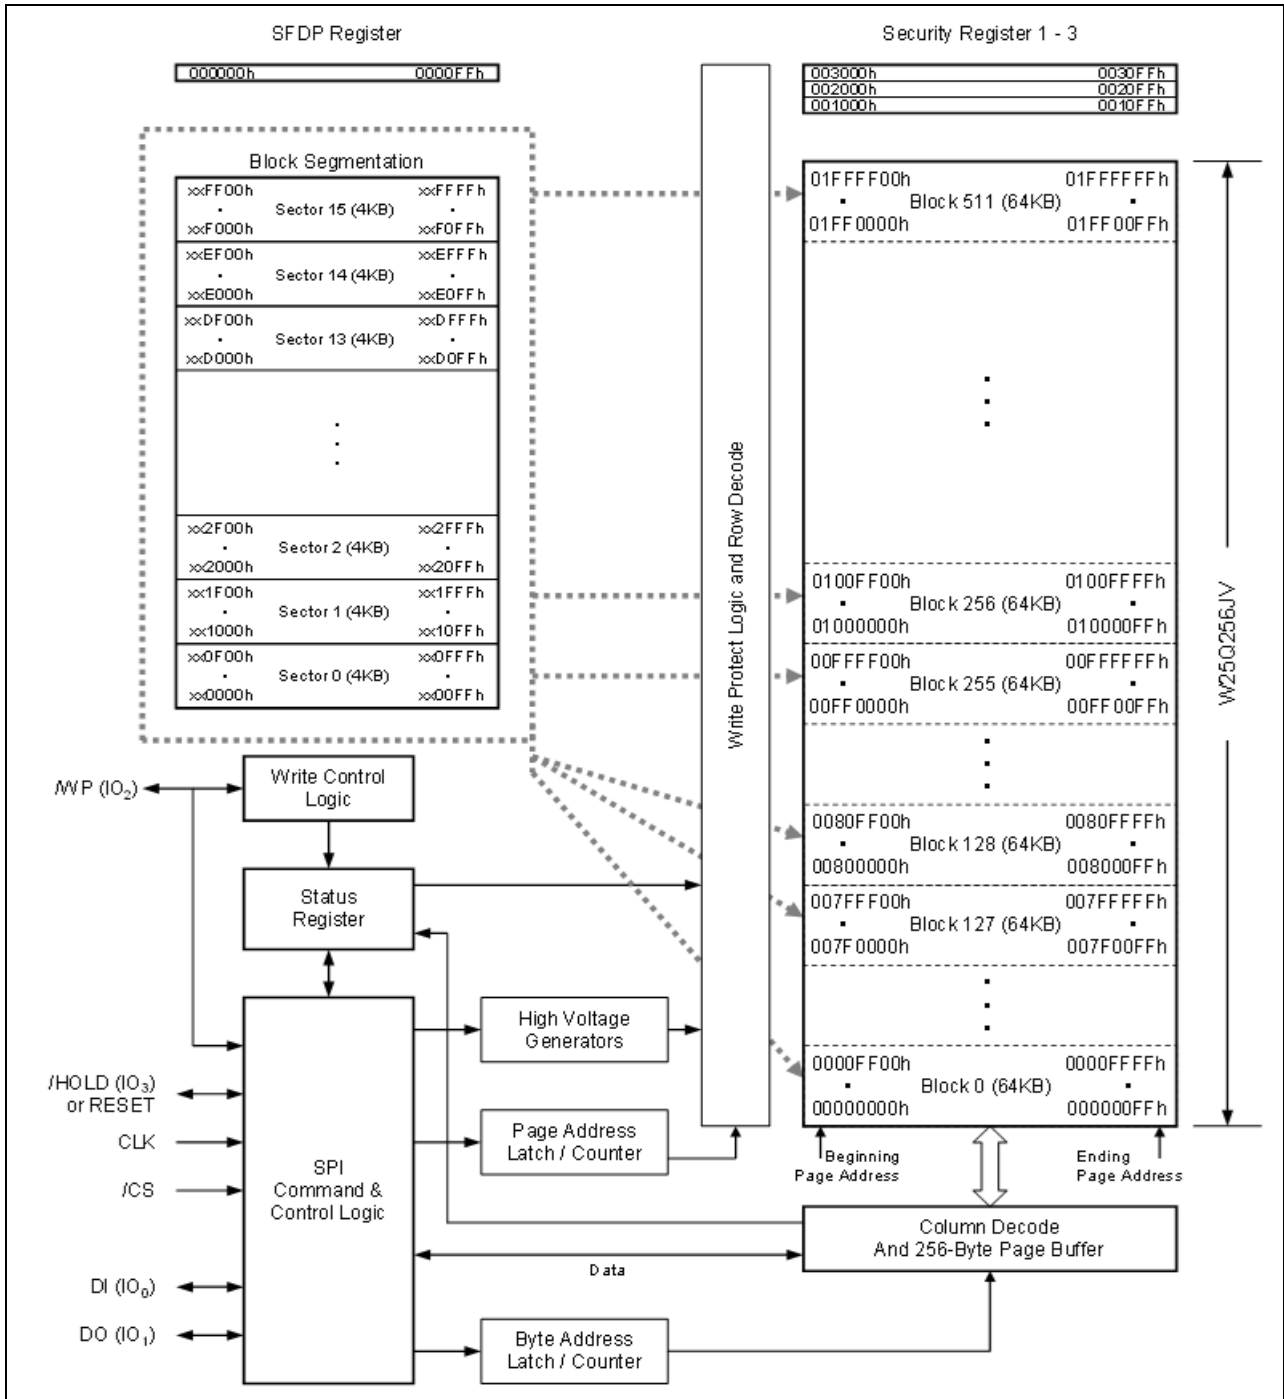 SFDP Register
000000h 0000FFh
Security Register 1 - 3
003000h 0030FFh
002000h 0020FFh
001000h 0010FFh
Block Segmentation
xxFF00h xxFFFFh
Sector 15 (4KB)
xxF000h xxF0FFh
xxEF00h xxEFFFh
Sector 14 (4KB)
xxE000h xxE0FFh
xxDF00h xxDFFFh
Sector 13 (4KB)
xxD000h xxD0FFh
xx2F00h xx2FFFh
Sector 2 (4KB)
xx2000h xx20FFh
xx1F00h xx1FFFh
Sector 1 (4KB)
xx1000h xx10FFh
xx0F00h xx0FFFh
Sector 0 (4KB)
xx0000h xx00FFh
Write Protect Logic and Row Decode
01FFFF00h 01FFFFFFh
Block 511 (64KB)
01FF0000h 01FF00FFh
0100FF00h 0100FFFFh
Block 256 (64KB)
01000000h 010000FFh
00FFFF00h 00FFFFFFh
Block 255 (64KB)
00FF0000h 00FF00FFh
0080FF00h 0080FFFFh
Block 128 (64KB)
00800000h 008000FFh
007FFF00h 007FFFFFh
Block 127 (64KB)
007F0000h 007F00FFh
0000FF00h 0000FFFFh
Block 0 (64KB)
00000000h 000000FFh
W25Q256JV
Beginning
Page Address
Ending
Page Address
/WP (IO₂)
Write Control
Logic
Status
Register
High Voltage
Generators
/HOLD (IO₃)
or RESET
CLK
/CS
DI (IO₀)
DO (IO₁)
SPI
Command &
Control Logic
Page Address
Latch / Counter
Column Decode
And 256-Byte Page Buffer
Data
Byte Address
Latch / Counter